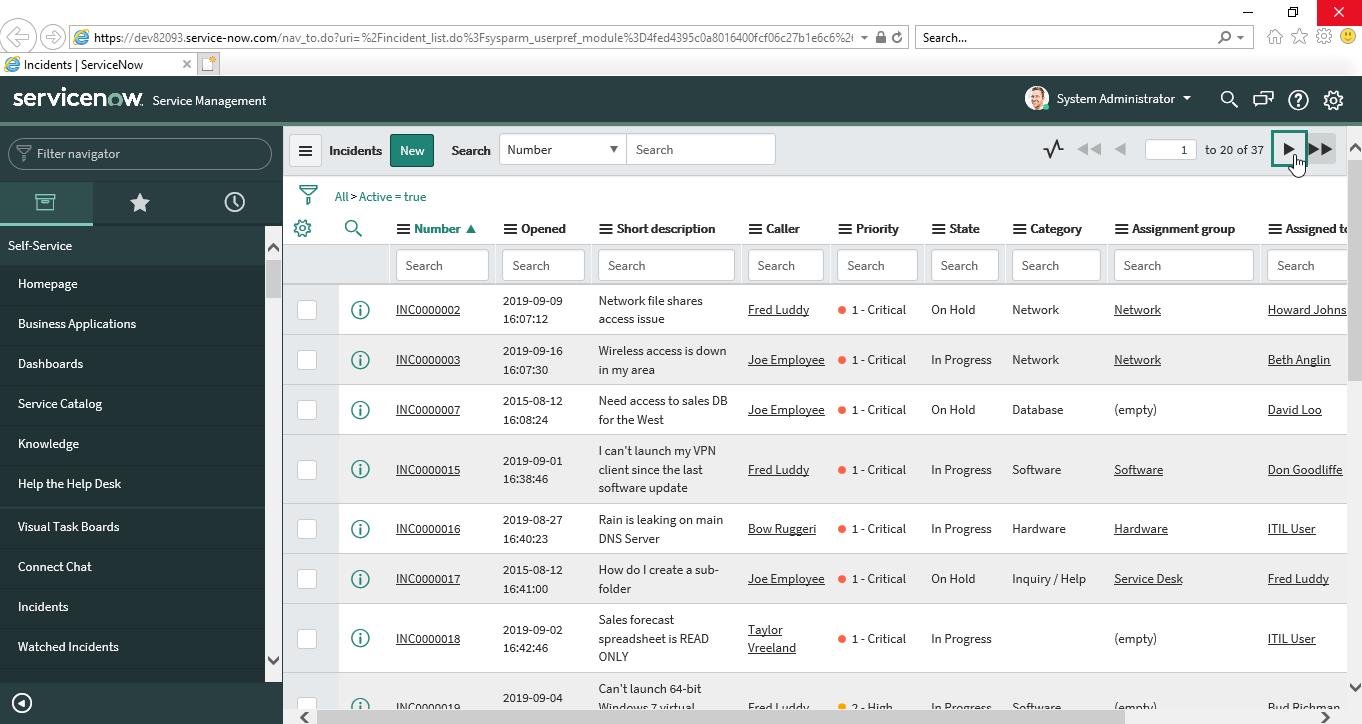 https://dev82093.service-now.com/nav_to.do?uri=%2Fincident_list.do%3Fsysparm_userpref_module%3D4fed4395c0a8016400fcf06c27b1e6c6%2
Search...
Incidents | ServiceNow
servicenow Service Management
System Administrator
Filter navigator
Incidents New Search Number Search
1 to 20 of 37
All > Active = true
Number Opened Short description Caller Priority State Category Assignment group Assigned to
Search Search Search Search Search Search Search Search Search
Self-Service
Homepage
Business Applications
Dashboards
Service Catalog
Knowledge
Help the Help Desk
Visual Task Boards
Connect Chat
Incidents
Watched Incidents
INC0000002 2019-09-09 16:07:12 Network file shares access issue Fred Luddy 1 - Critical On Hold Network Network Howard Johns
INC0000003 2019-09-16 16:07:30 Wireless access is down in my area Joe Employee 1 - Critical In Progress Network Network Beth Anglin
INC0000007 2015-08-12 16:08:24 Need access to sales DB for the West Joe Employee 1 - Critical On Hold Database (empty) David Loo
INC0000015 2019-09-01 16:38:46 I can't launch my VPN client since the last software update Fred Luddy 1 - Critical In Progress Software Software Don Goodliffe
INC0000016 2019-08-27 16:40:23 Rain is leaking on main DNS Server Bow Ruggeri 1 - Critical In Progress Hardware Hardware ITIL User
INC0000017 2015-08-12 16:41:00 How do I create a sub-folder Joe Employee 1 - Critical On Hold Inquiry / Help Service Desk Fred Luddy
INC0000018 2019-09-02 16:42:46 Sales forecast spreadsheet is READ ONLY Taylor Vreeland 1 - Critical In Progress (empty) ITIL User
INC0000019 2019-09-04 Can't launch 64-bit Windows 7 virtual Fred Luddy 2 - High In Progress Software (empty) Bud Richman